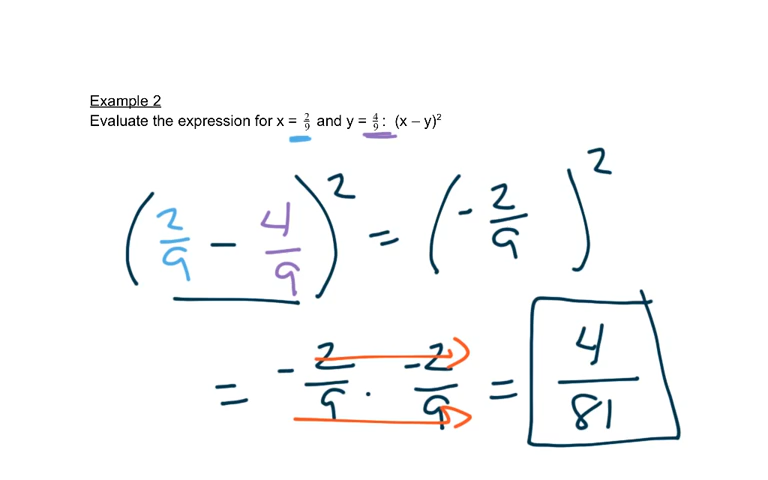 Example 2
Evaluate the expression for x = 2/9 and y = 4/9 : (x – y)²
(2/9 - 4/9)² = (- 2/9)²
= - 2/9 · -2/9 = 4/81